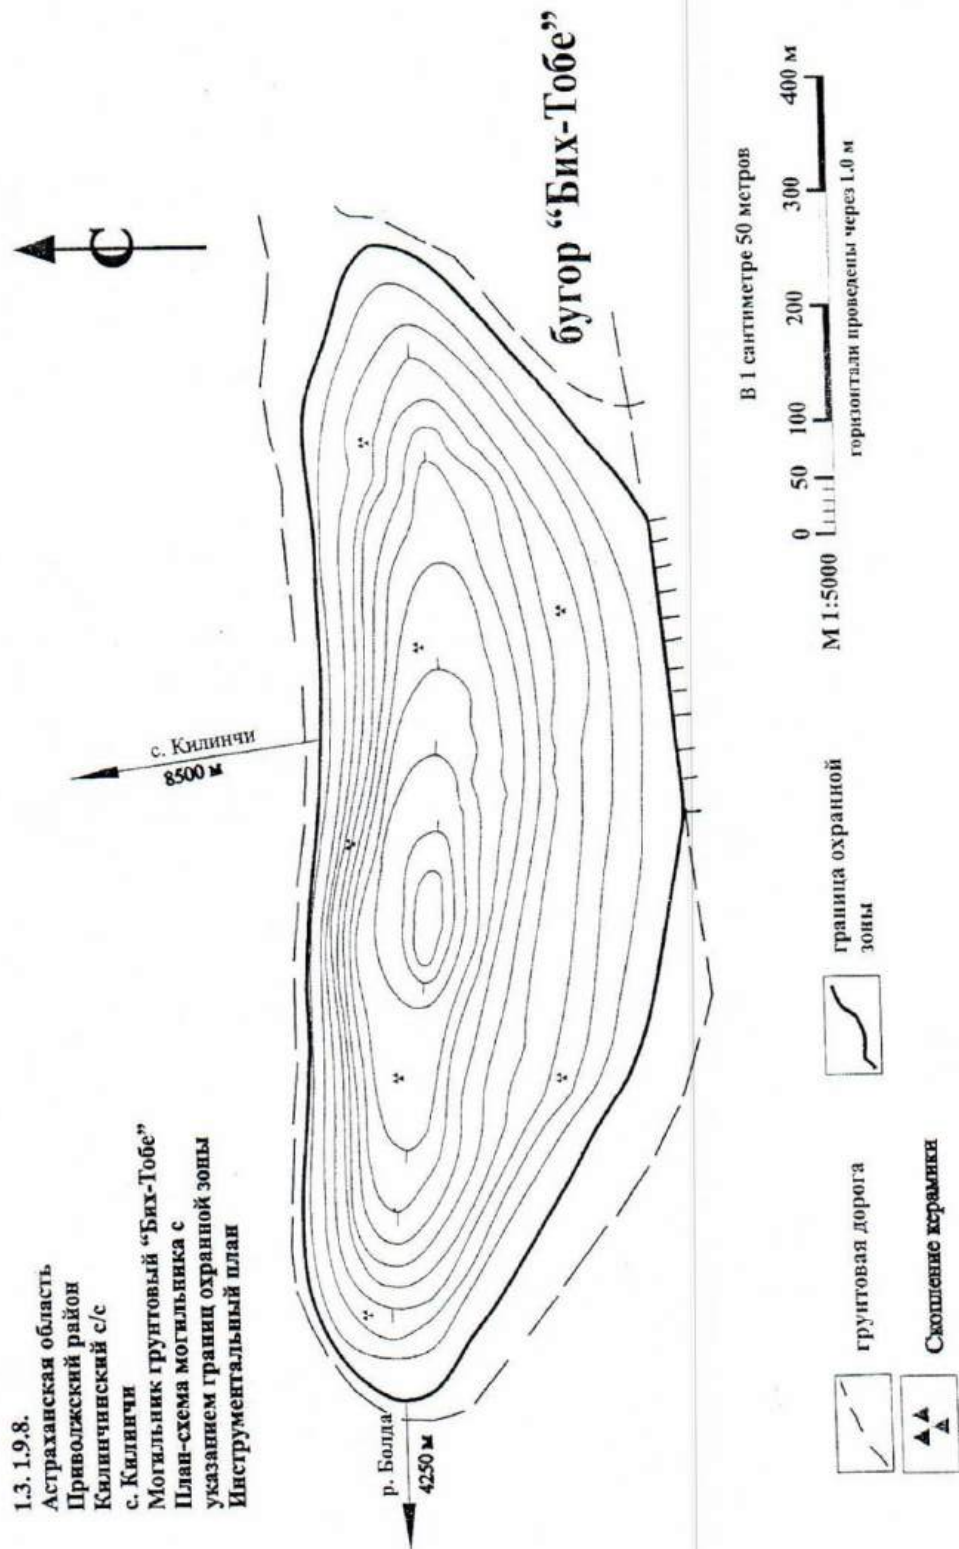 1.3. 1.9.8.
Астраханская область
Приволжский район
Килинчинский с/с
с. Килинчи
Могильник грунтовый “Бих-Тобе”
План-схема могильника с
указанием границ охранной зоны
Инструментальный план
С
с. Килинчи
8500 м
р. Болда
4250 м
бугор “Бих-Тобе”
В 1 сантиметре 50 метров
М 1:5000
0 50 100 200 300 400 м
горизонтали проведены через 1.0 м
грунтовая дорога
граница охранной
зоны
Скопление керамики